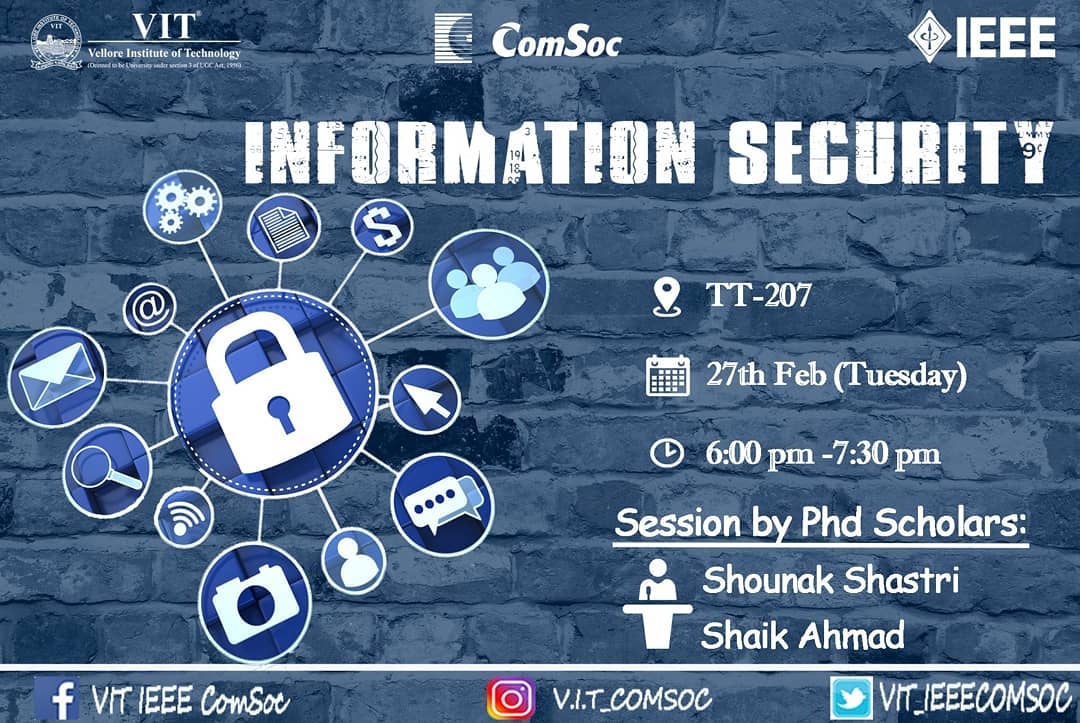 VIT®
Vellore Institute of Technology
(Deemed to be University under section 3 of UGC Act, 1956)
ComSoc
IEEE
INFORMATION SECURITY
TT-207
27th Feb (Tuesday)
6:00 pm -7:30 pm
Session by Phd Scholars:
Shounak Shastri
Shaik Ahmad
VIT IEEE ComSoc
V.I.T_COMSOC
VIT_IEEECOMSOC